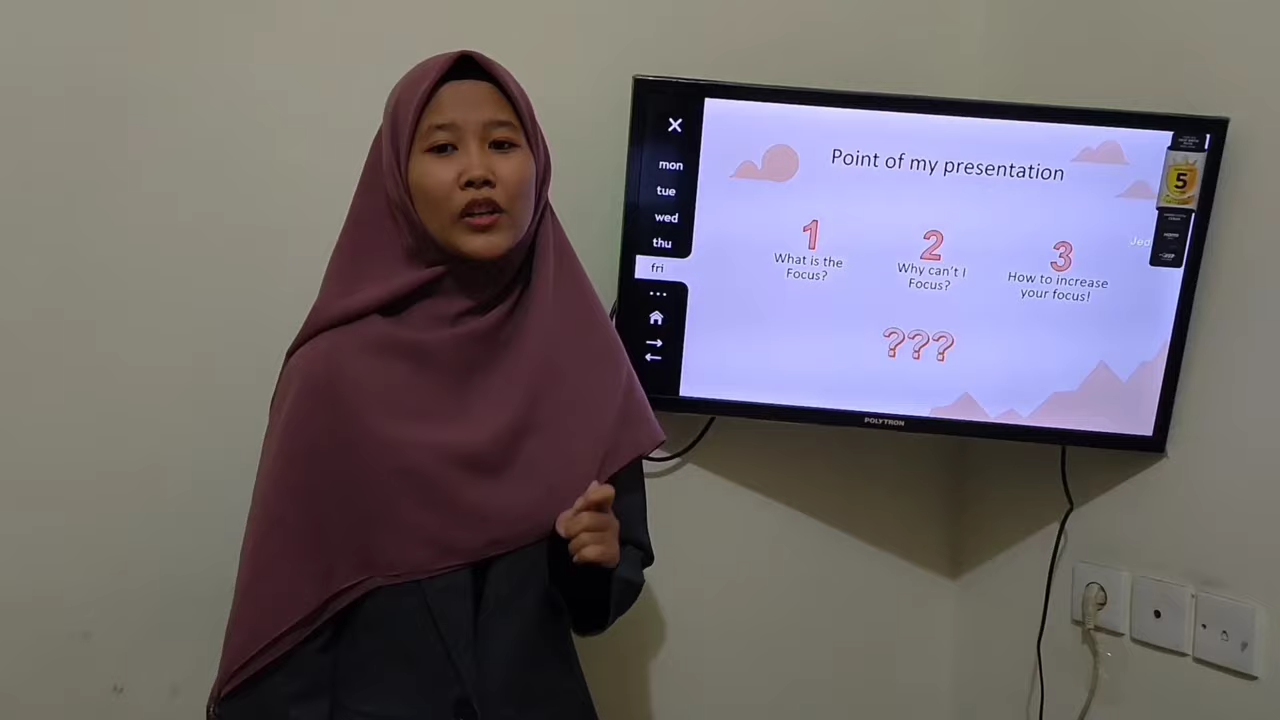 mon
tue
wed
thu
fri
Point of my presentation
1
What is the
Focus?
2
Why can't I
Focus?
3
How to increase
your focus!
???
5
Jed
POLYTRON